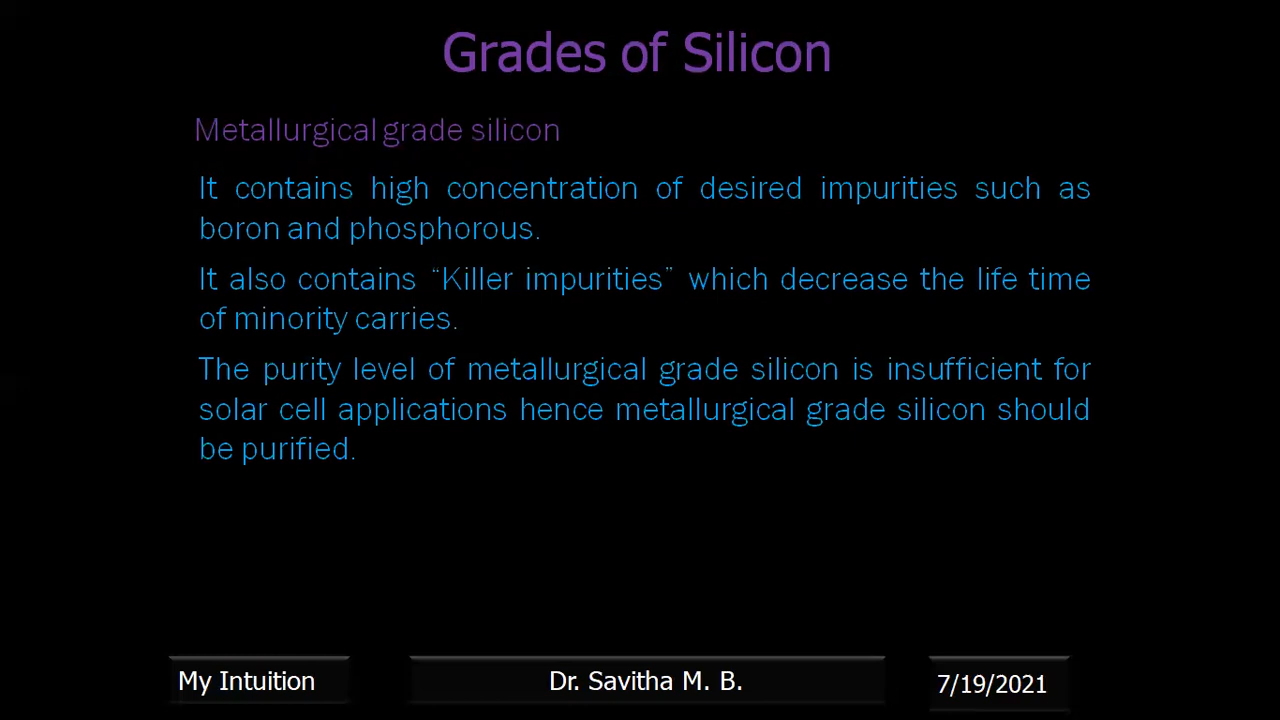 Grades of Silicon
Metallurgical grade silicon
It contains high concentration of desired impurities such as
boron and phosphorous.
It also contains “Killer impurities” which decrease the life time
of minority carries.
The purity level of metallurgical grade silicon is insufficient for
solar cell applications hence metallurgical grade silicon should
be purified.
My Intuition
Dr. Savitha M. B.
7/19/2021